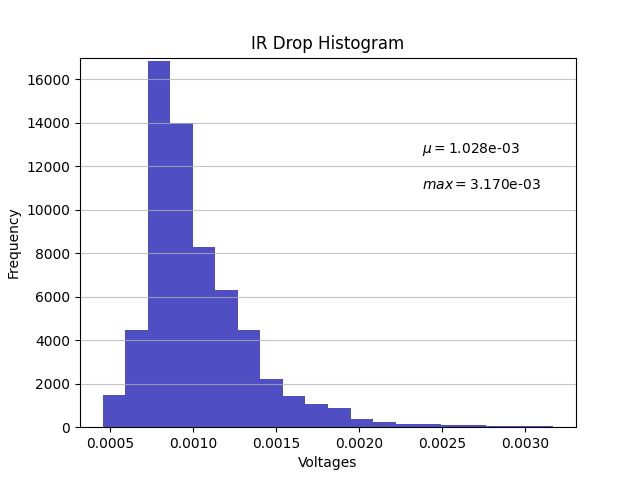 IR Drop Histogram
16000
14000
12000
10000
8000
6000
4000
2000
0
Frequency
μ = 1.028e-03
max = 3.170e-03
0.0005 0.0010 0.0015 0.0020 0.0025 0.0030
Voltages